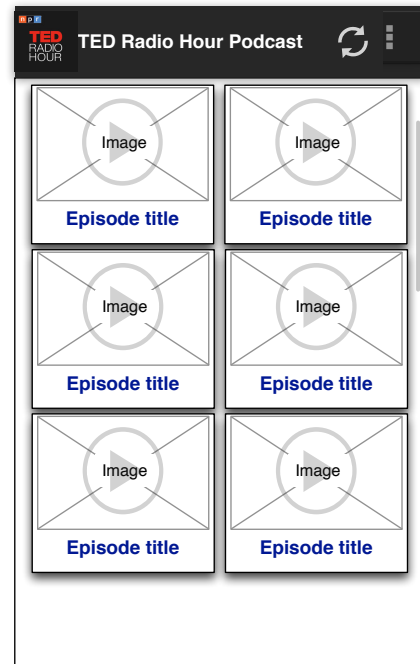 npr
TED
RADIO
HOUR
TED Radio Hour Podcast
Image
Image
Episode title
Episode title
Image
Image
Episode title
Episode title
Image
Image
Episode title
Episode title